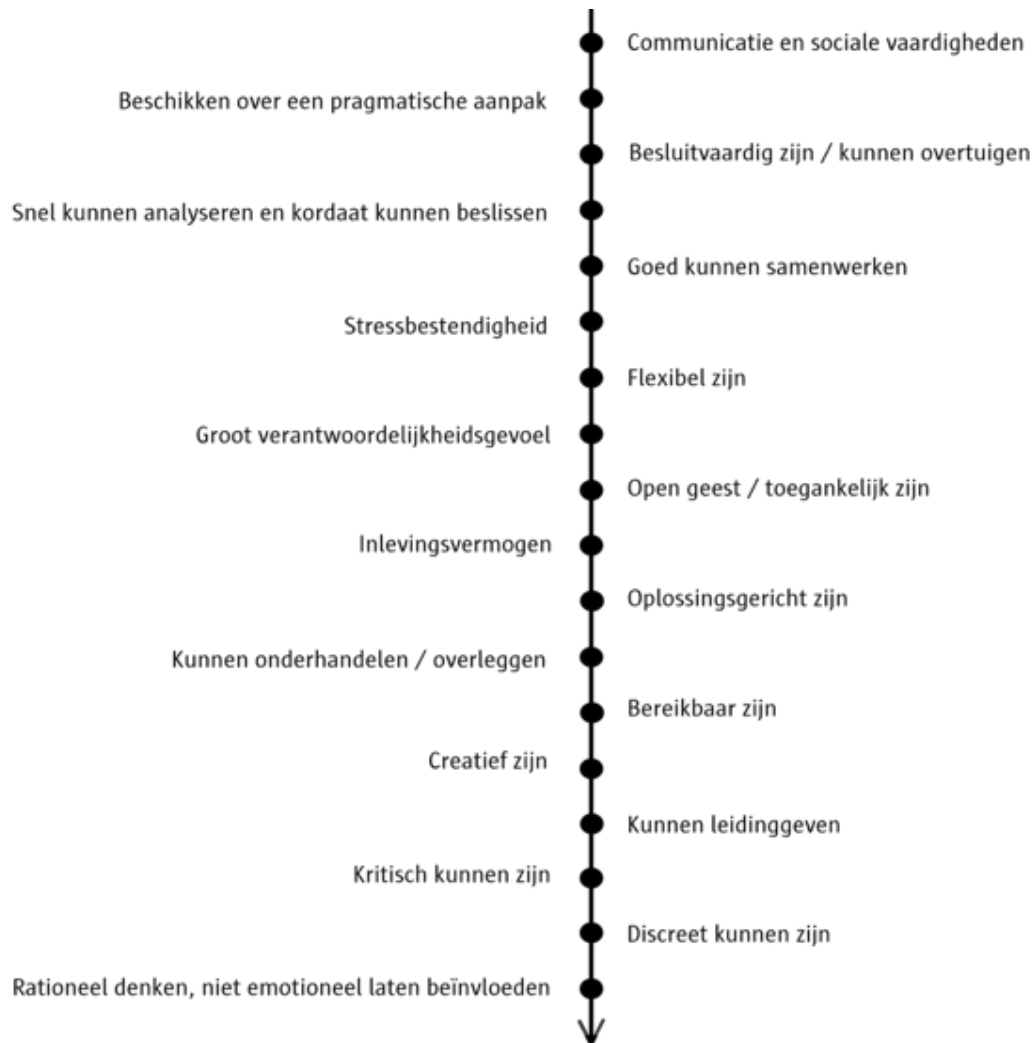 Communicatie en sociale vaardigheden
Beschikken over een pragmatische aanpak
Besluitvaardig zijn / kunnen overtuigen
Snel kunnen analyseren en kordaat kunnen beslissen
Goed kunnen samenwerken
Stressbestendigheid
Flexibel zijn
Groot verantwoordelijkheidsgevoel
Open geest / toegankelijk zijn
Inlevingsvermogen
Oplossingsgericht zijn
Kunnen onderhandelen / overleggen
Bereikbaar zijn
Creatief zijn
Kunnen leidinggeven
Kritisch kunnen zijn
Discreet kunnen zijn
Rationeel denken, niet emotioneel laten beïnvloeden